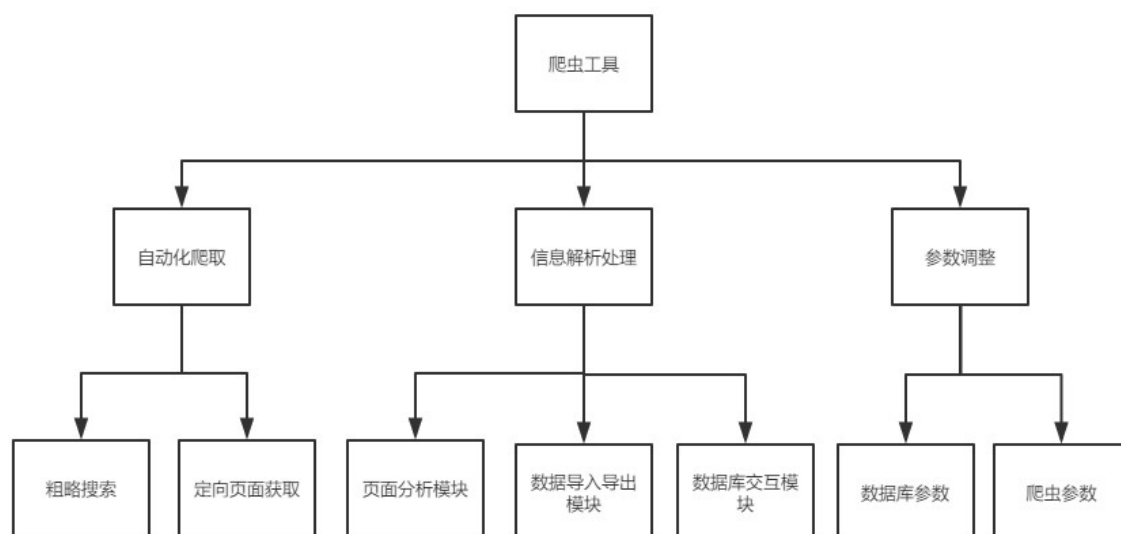 爬虫工具
自动化爬取
信息解析处理
参数调整
粗略搜索
定向页面获取
页面分析模块
数据导入导出
模块
数据库交互模
块
数据库参数
爬虫参数